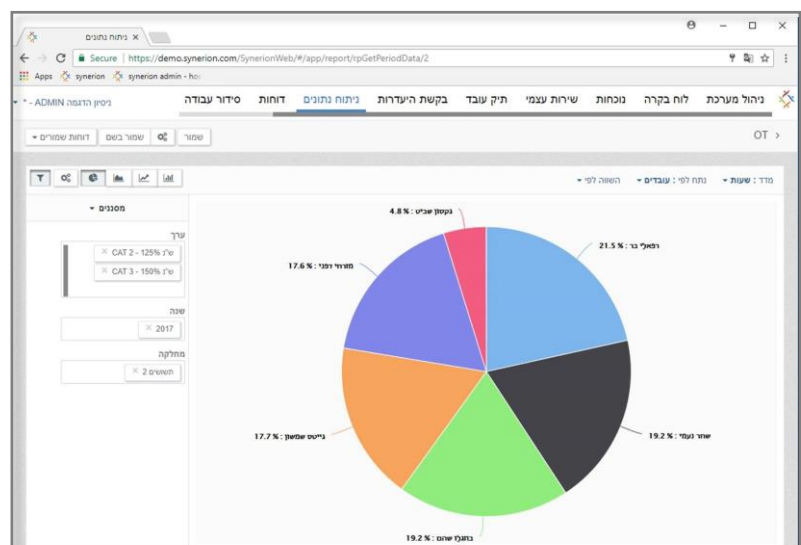 ניתוח נתונים
Secure | https://demo.synerion.com/SynerionWeb/#/app/report/rpGetPeriodData/2
Apps synerion synerion admin - ho
ניהול מערכת לוח בקרה נוכחות שירות עצמי תיק עובד ניתוח נתונים בקשת היעדרות דוחות סידור עבודה
ניסיון הדגמה ADMIN - *
OT
שמור שמור בשם דוחות שמורים
מדד : שעות נתח לפי : עובדים השווה לפי
מסננים
ערך
ש"נ 125% - CAT 2
ש"נ 150% - CAT 3
שנה
2017
מחלקה
תשושים 2
גקסון שביט : % 4.8
רפאלי בר : % 21.5
מזרחי דפני : % 17.6
שחר נעמי : % 19.2
גייטס שמשון : % 17.7
שהם : % 19.2